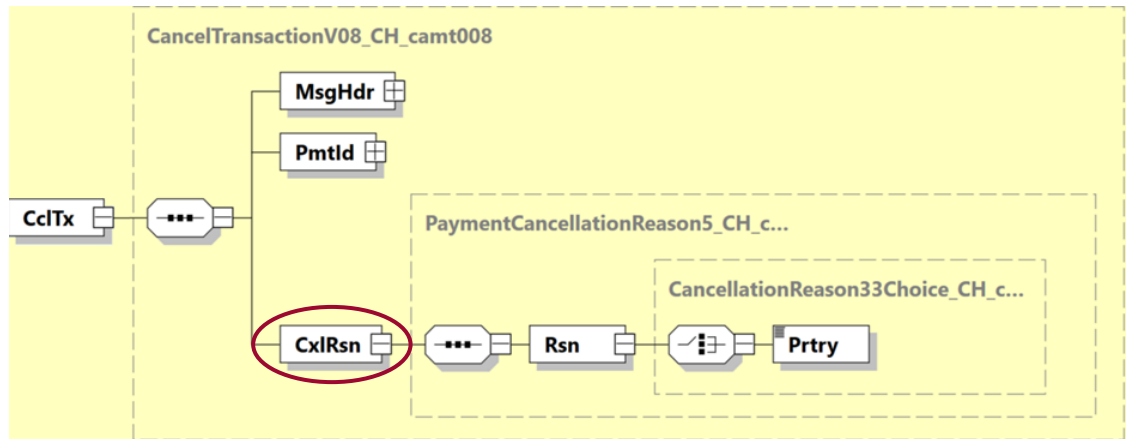 CancelTransactionV08_CH_camt008
MsgHdr
PmtId
CclTx
PaymentCancellationReason5_CH_c...
CancellationReason33Choice_CH_c...
CxlRsn
Rsn
Prtry